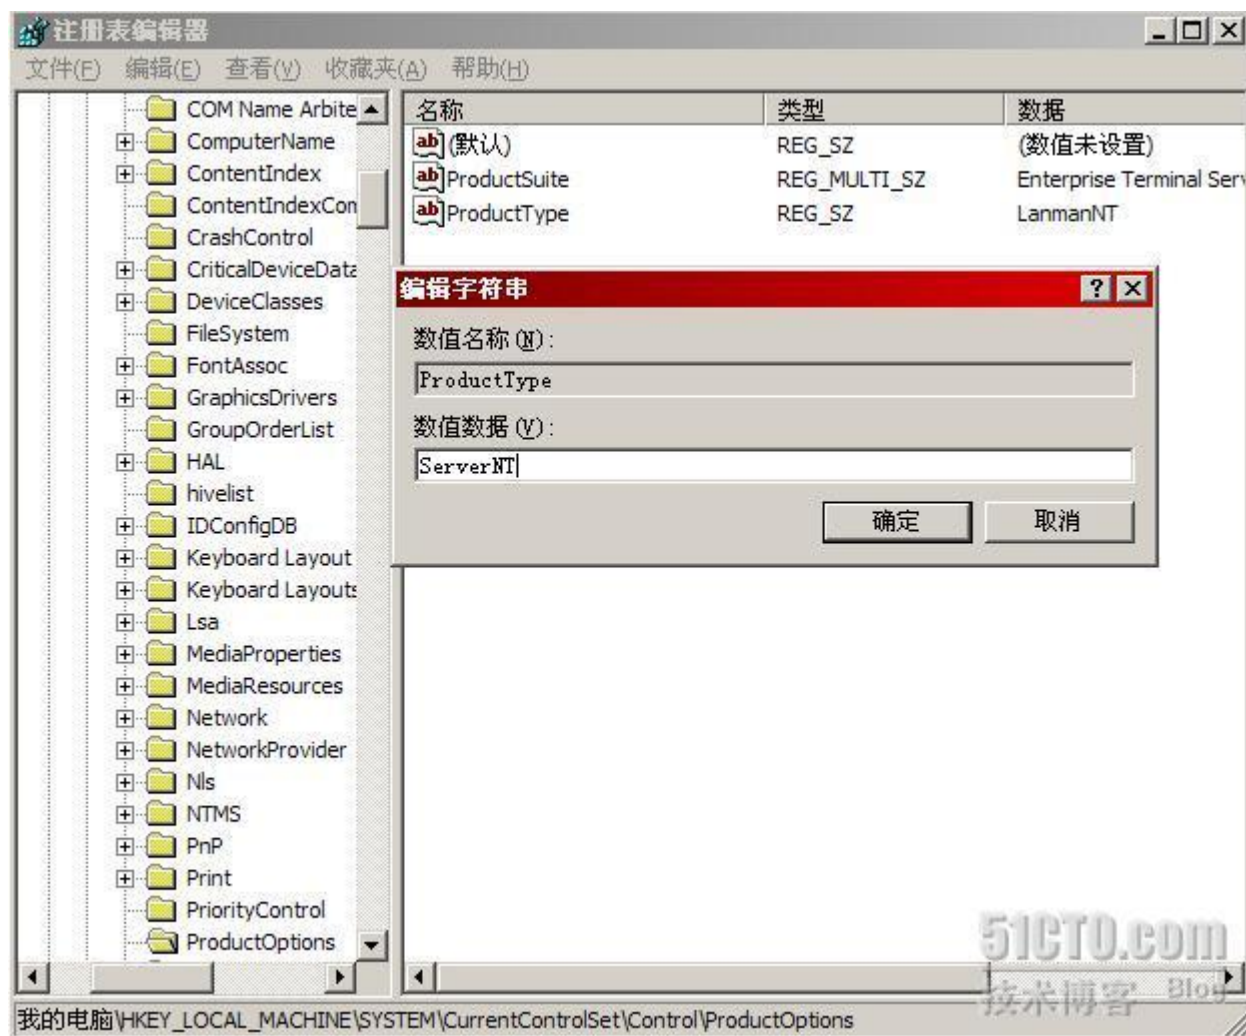 注册表编辑器
文件(F) 编辑(E) 查看(V) 收藏夹(A) 帮助(H)
COM Name Arbite
ComputerName
ContentIndex
ContentIndexCom
CrashControl
CriticalDeviceData
DeviceClasses
FileSystem
FontAssoc
GraphicsDrivers
GroupOrderList
HAL
hivelist
IDConfigDB
Keyboard Layout
Keyboard Layouts
Lsa
MediaProperties
MediaResources
Network
NetworkProvider
Nls
NTMS
PnP
Print
PriorityControl
ProductOptions
名称 类型 数据
ab (默认) REG_SZ (数值未设置)
ab ProductSuite REG_MULTI_SZ Enterprise Terminal Serv
ab ProductType REG_SZ LanmanNT
编辑字符串
数值名称(N):
ProductType
数值数据(V):
ServerNT
确定 取消
51CTO.com
技术博客 Blog
我的电脑\HKEY_LOCAL_MACHINE\SYSTEM\CurrentControlSet\Control\ProductOptions